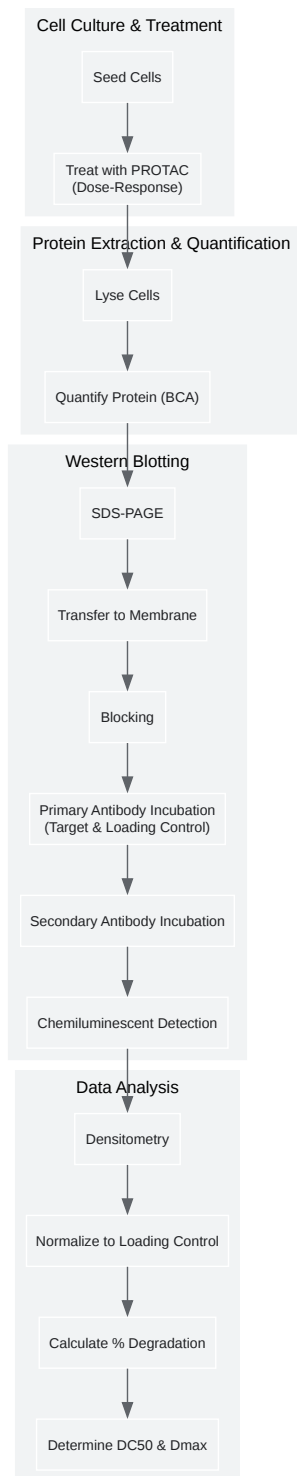 Cell Culture & Treatment
Seed Cells
Treat with PROTAC
(Dose-Response)
Protein Extraction & Quantification
Lyse Cells
Quantify Protein (BCA)
Western Blotting
SDS-PAGE
Transfer to Membrane
Blocking
Primary Antibody Incubation
(Target & Loading Control)
Secondary Antibody Incubation
Chemiluminescent Detection
Data Analysis
Densitometry
Normalize to Loading Control
Calculate % Degradation
Determine DC50 & Dmax